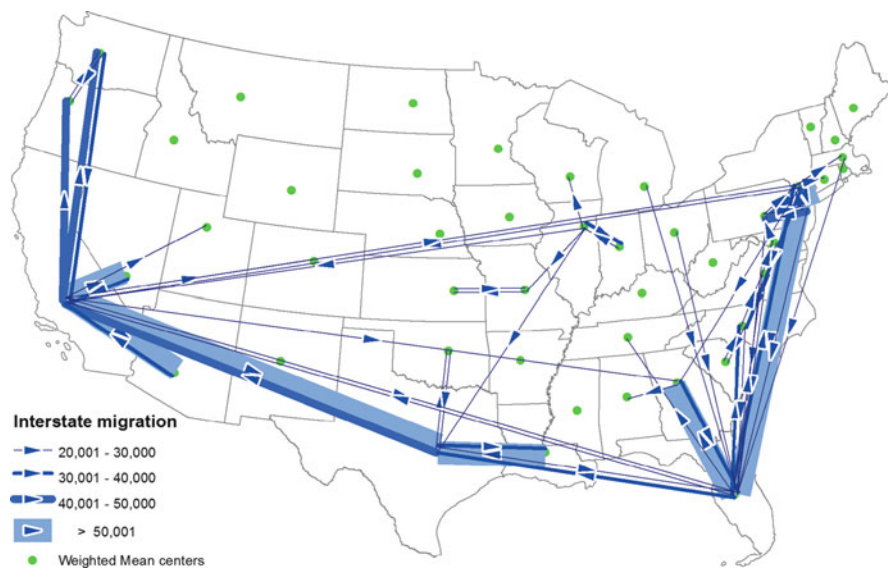 Interstate migration
20,001 - 30,000
30,001 - 40,000
40,001 - 50,000
> 50,001
Weighted Mean centers